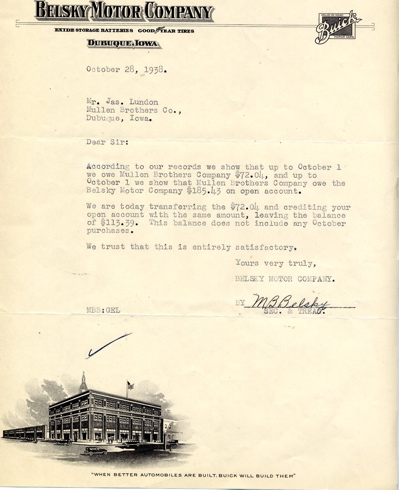 BELSKY MOTOR COMPANY
EXIDE STORAGE BATTERIES GOOD YEAR TIRES
DUBUQUE, IOWA
Buick
October 28, 1938.
Mr. Jas. Lundon
Mullen Brothers Co.,
Dubuque, Iowa.
Dear Sir:
According to our records we show that up to October 1
we owe Mullen Brothers Company $72.04, and up to
October 1 we show that Mullen Brothers Company owe the
Belsky Motor Company $185.43 on open account.
We are today transferring the $72.04 and crediting your
open account with the same amount, leaving the balance
of $113.39. This balance does not include any October
purchases.
We trust that this is entirely satisfactory.
Yours very truly,
BELSKY MOTOR COMPANY.
BY MBBelsky
SEC. & TREAS.
MBB:GEL
"WHEN BETTER AUTOMOBILES ARE BUILT, BUICK WILL BUILD THEM"